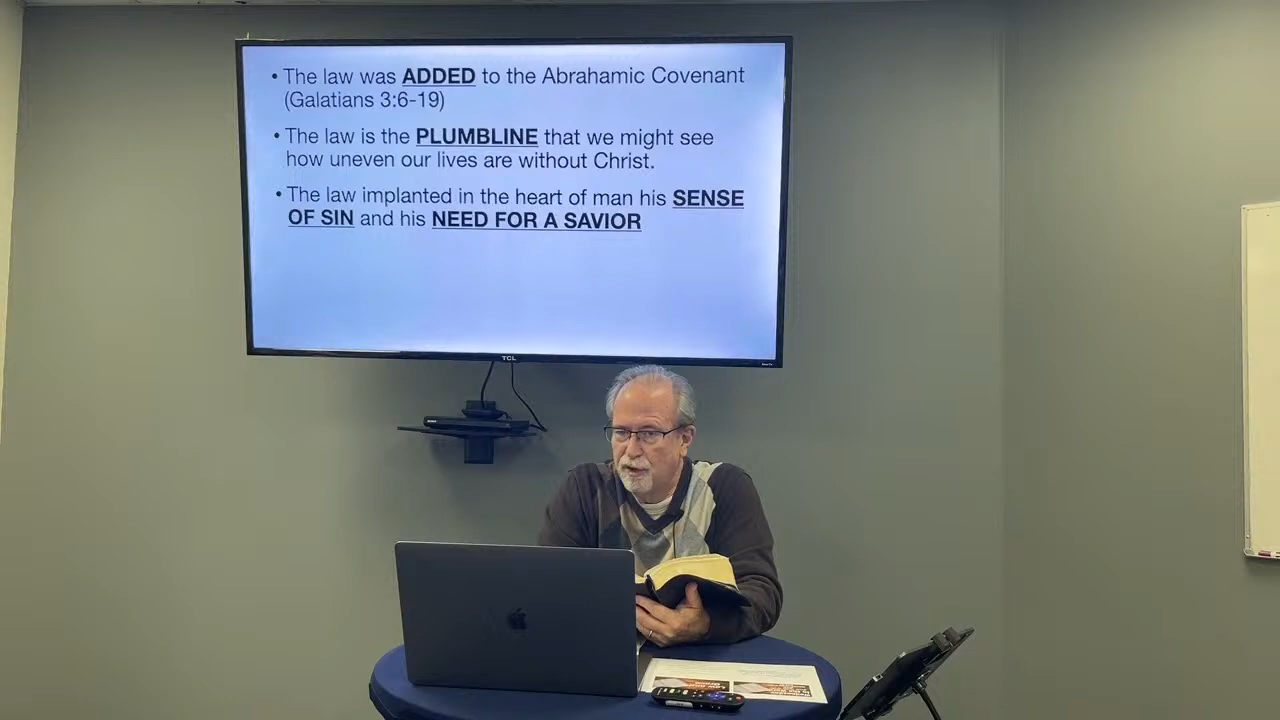 • The law was ADDED to the Abrahamic Covenant
(Galatians 3:6-19)
• The law is the PLUMBLINE that we might see
how uneven our lives are without Christ.
• The law implanted in the heart of man his SENSE
OF SIN and his NEED FOR A SAVIOR
TCL